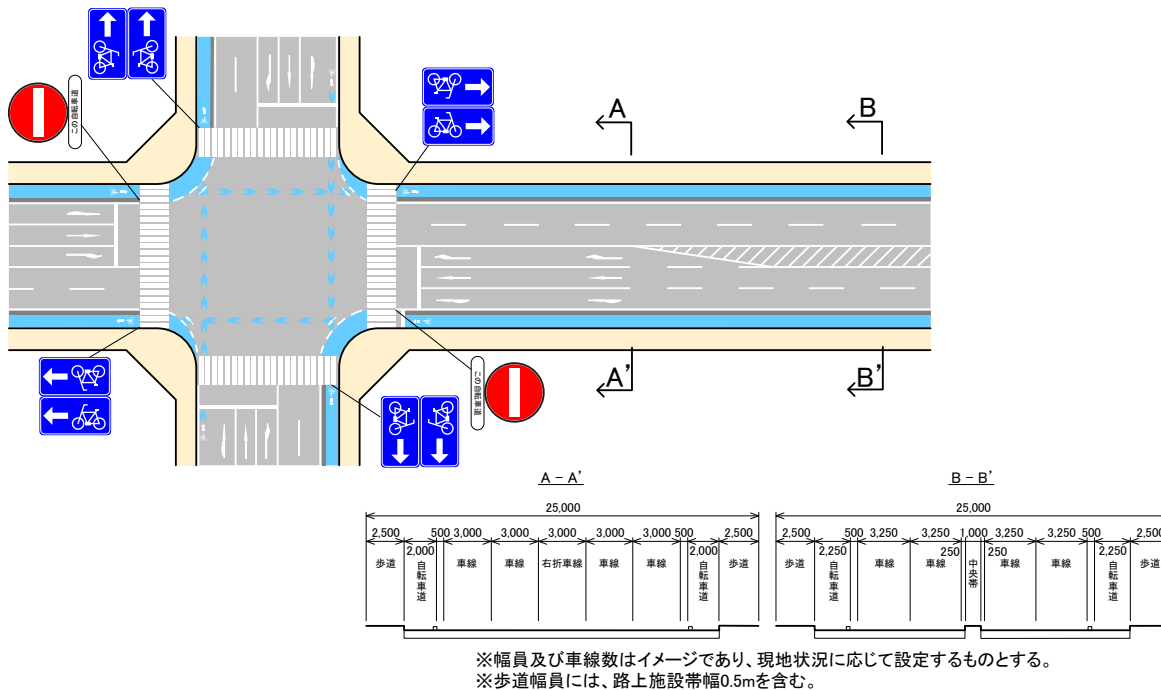 この自転車道
A
B
A'
B'
この自転車道
A－A'
B－B'
25,000
25,000
2,500 500 3,000 3,000 3,000 3,000 3,000 500 2,500
2,500 500 3,250 3,250 1,000 3,250 3,250 500 2,500
2,000 2,000
2,250 250 250 2,250
歩道 自転車道 車線 車線 右折車線 車線 車線 自転車道 歩道
歩道 自転車道 車線 車線 中央帯 車線 車線 自転車道 歩道
※幅員及び車線数はイメージであり、現地状況に応じて設定するものとする。
※歩道幅員には、路上施設帯幅0.5mを含む。